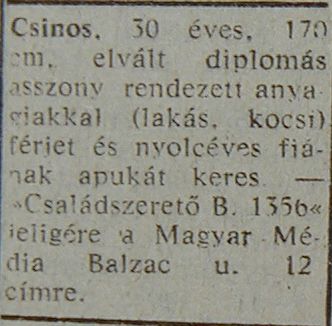 Csinos, 30 éves, 170
cm, elvált diplomás
asszony rendezett anya-
giakkal (lakás, kocsi)
férjet és nyolcéves fiá-
nak apukát keres —
»Családszerető B. 1356«
jeligére a Magyar Mé-
dia Balzac u. 12
címre.